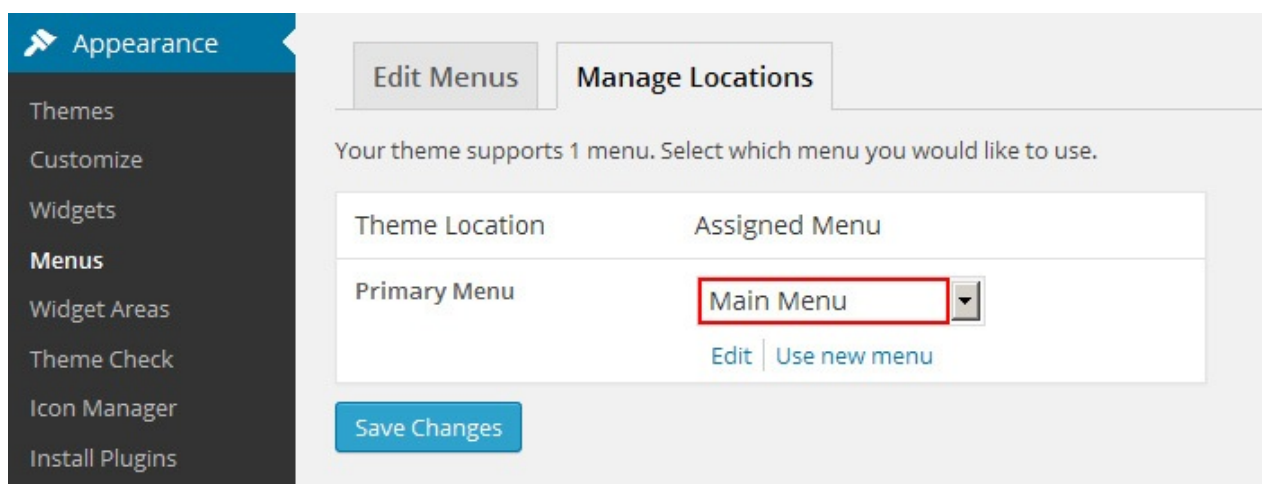 Appearance
Themes
Customize
Widgets
Menus
Widget Areas
Theme Check
Icon Manager
Install Plugins
Edit Menus
Manage Locations
Your theme supports 1 menu. Select which menu you would like to use.
Theme Location Assigned Menu
Primary Menu Main Menu
Edit Use new menu
Save Changes